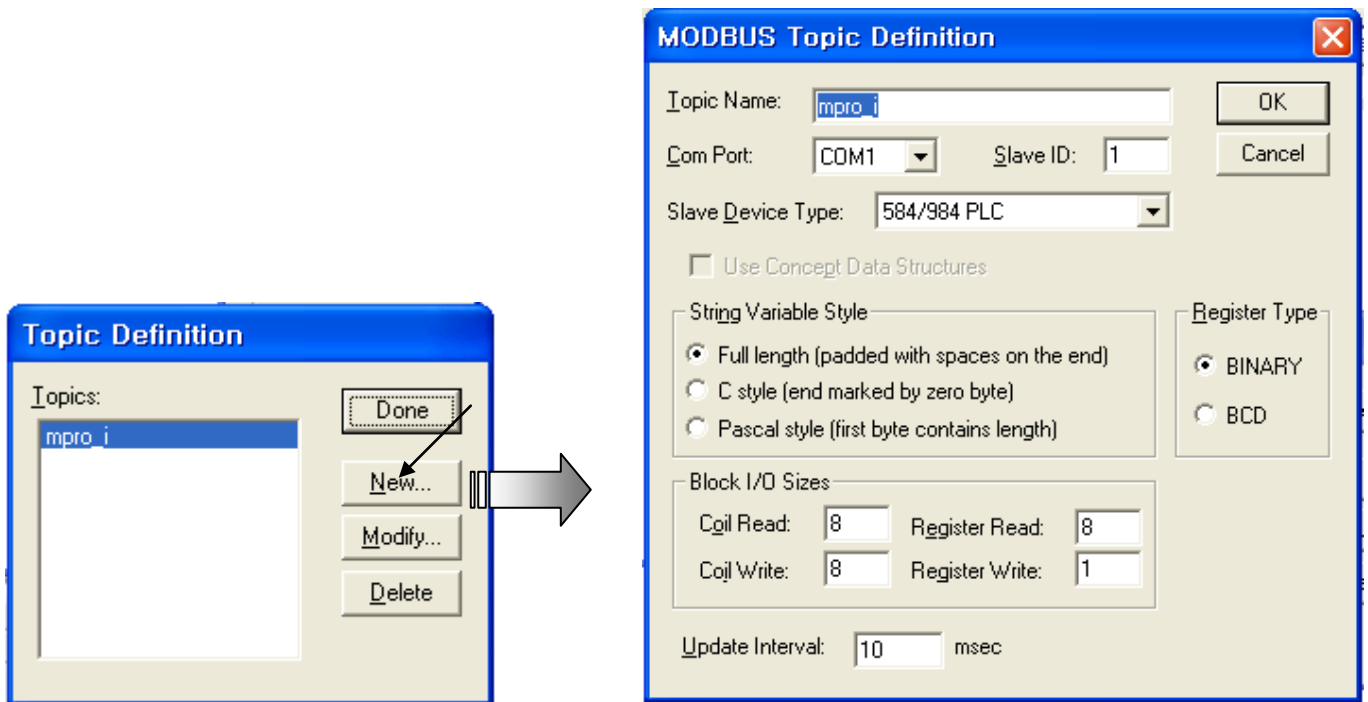 Topic Definition
Topics:
mpro_i
Done
New...
Modify...
Delete
MODBUS Topic Definition
Topic Name: mpro_i OK
Com Port: COM1 Slave ID: 1 Cancel
Slave Device Type: 584/984 PLC
Use Concept Data Structures
String Variable Style
Full length (padded with spaces on the end)
C style (end marked by zero byte)
Pascal style (first byte contains length)
Register Type
BINARY
BCD
Block I/O Sizes
Coil Read: 8 Register Read: 8
Coil Write: 8 Register Write: 1
Update Interval: 10 msec